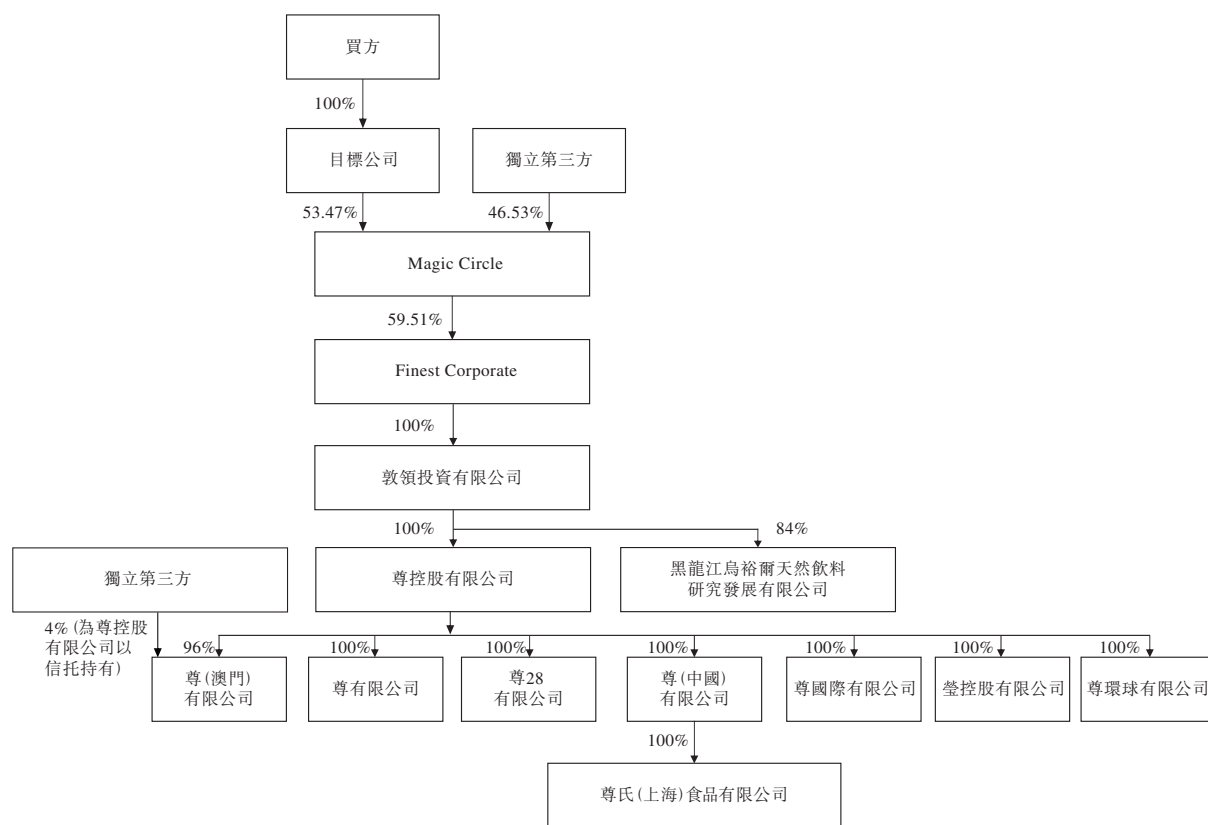 買方
100%
目標公司
獨立第三方
53.47%
46.53%
Magic Circle
59.51%
Finest Corporate
100%
敦領投資有限公司
100%
84%
獨立第三方
尊控股有限公司
黑龍江烏裕爾天然飲料
研究發展有限公司
4% (為尊控股
有限公司以
信托持有)
96%
100%
100%
100%
100%
100%
100%
尊(澳門)
有限公司
尊有限公司
尊28
有限公司
尊(中國)
有限公司
尊國際有限公司
瑩控股有限公司
尊環球有限公司
100%
尊氏(上海)食品有限公司